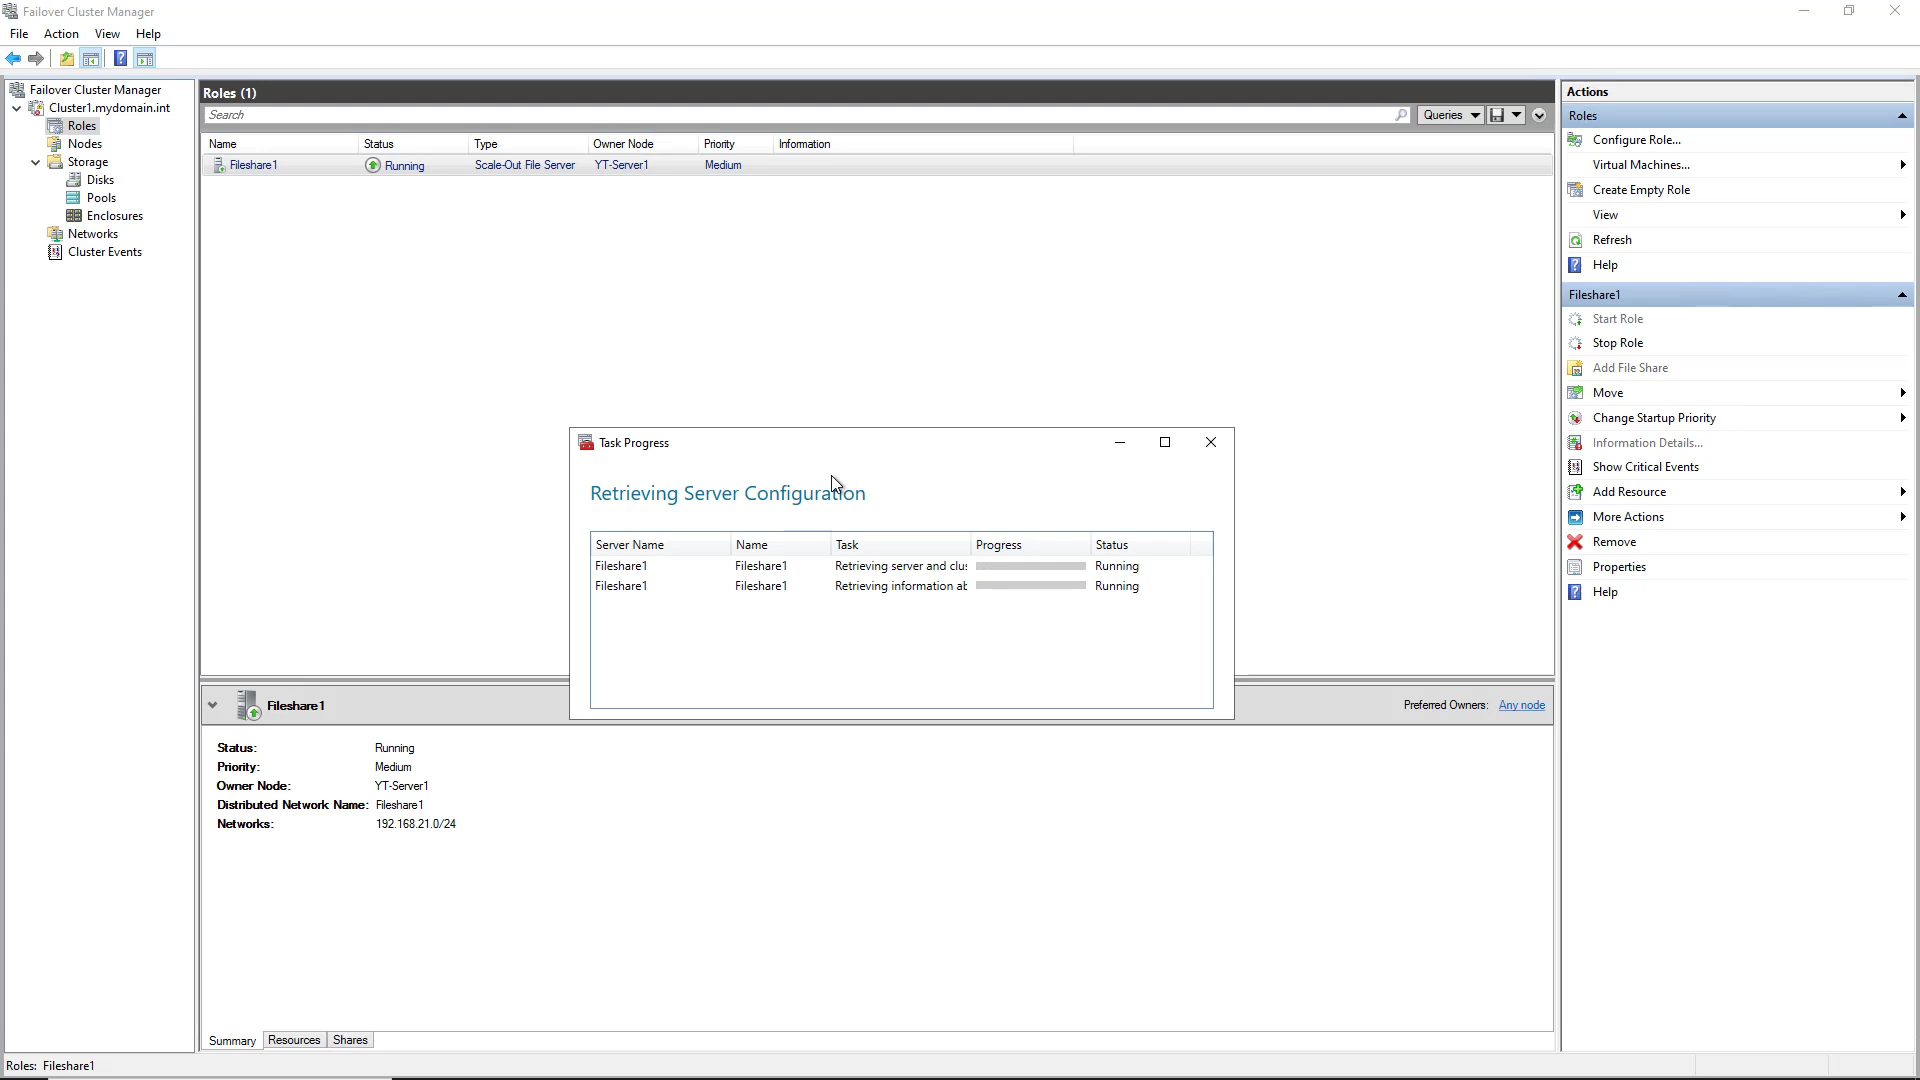 Failover Cluster Manager
File Action View Help
Failover Cluster Manager
Cluster1.mydomain.int
Roles
Nodes
Storage
Disks
Pools
Enclosures
Networks
Cluster Events
Roles (1)
Search
Queries
Name Status Type Owner Node Priority Information
Fileshare1 Running Scale-Out File Server YT-Server1 Medium
Task Progress
Retrieving Server Configuration
Server Name Name Task Progress Status
Fileshare1 Fileshare1 Retrieving server and clus Running
Fileshare1 Fileshare1 Retrieving information ab Running
Fileshare1
Preferred Owners: Any node
Status: Running
Priority: Medium
Owner Node: YT-Server1
Distributed Network Name: Fileshare1
Networks: 192.168.21.0/24
Summary Resources Shares
Actions
Roles
Configure Role...
Virtual Machines...
Create Empty Role
View
Refresh
Help
Fileshare1
Start Role
Stop Role
Add File Share
Move
Change Startup Priority
Information Details...
Show Critical Events
Add Resource
More Actions
Remove
Properties
Help
Roles: Fileshare1